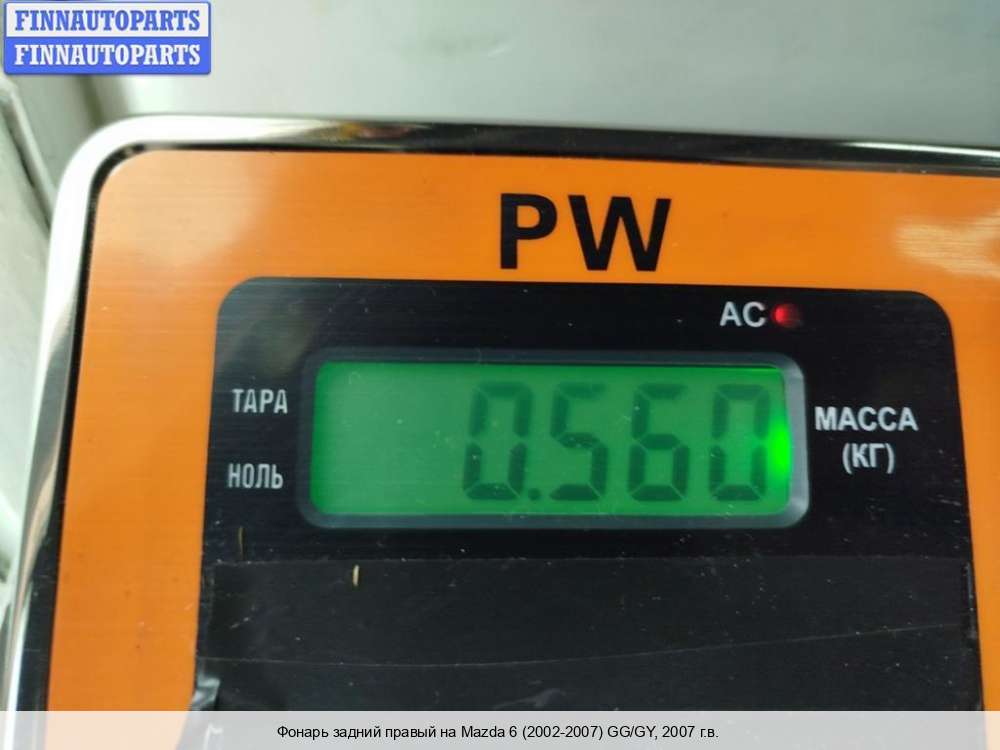 FINNAUTOPARTS
FINNAUTOPARTS
PW
AC
ТАРА
0.560
МАССА
(КГ)
НОЛЬ
Фонарь задний правый на Mazda 6 (2002-2007) GG/GY, 2007 г.в.